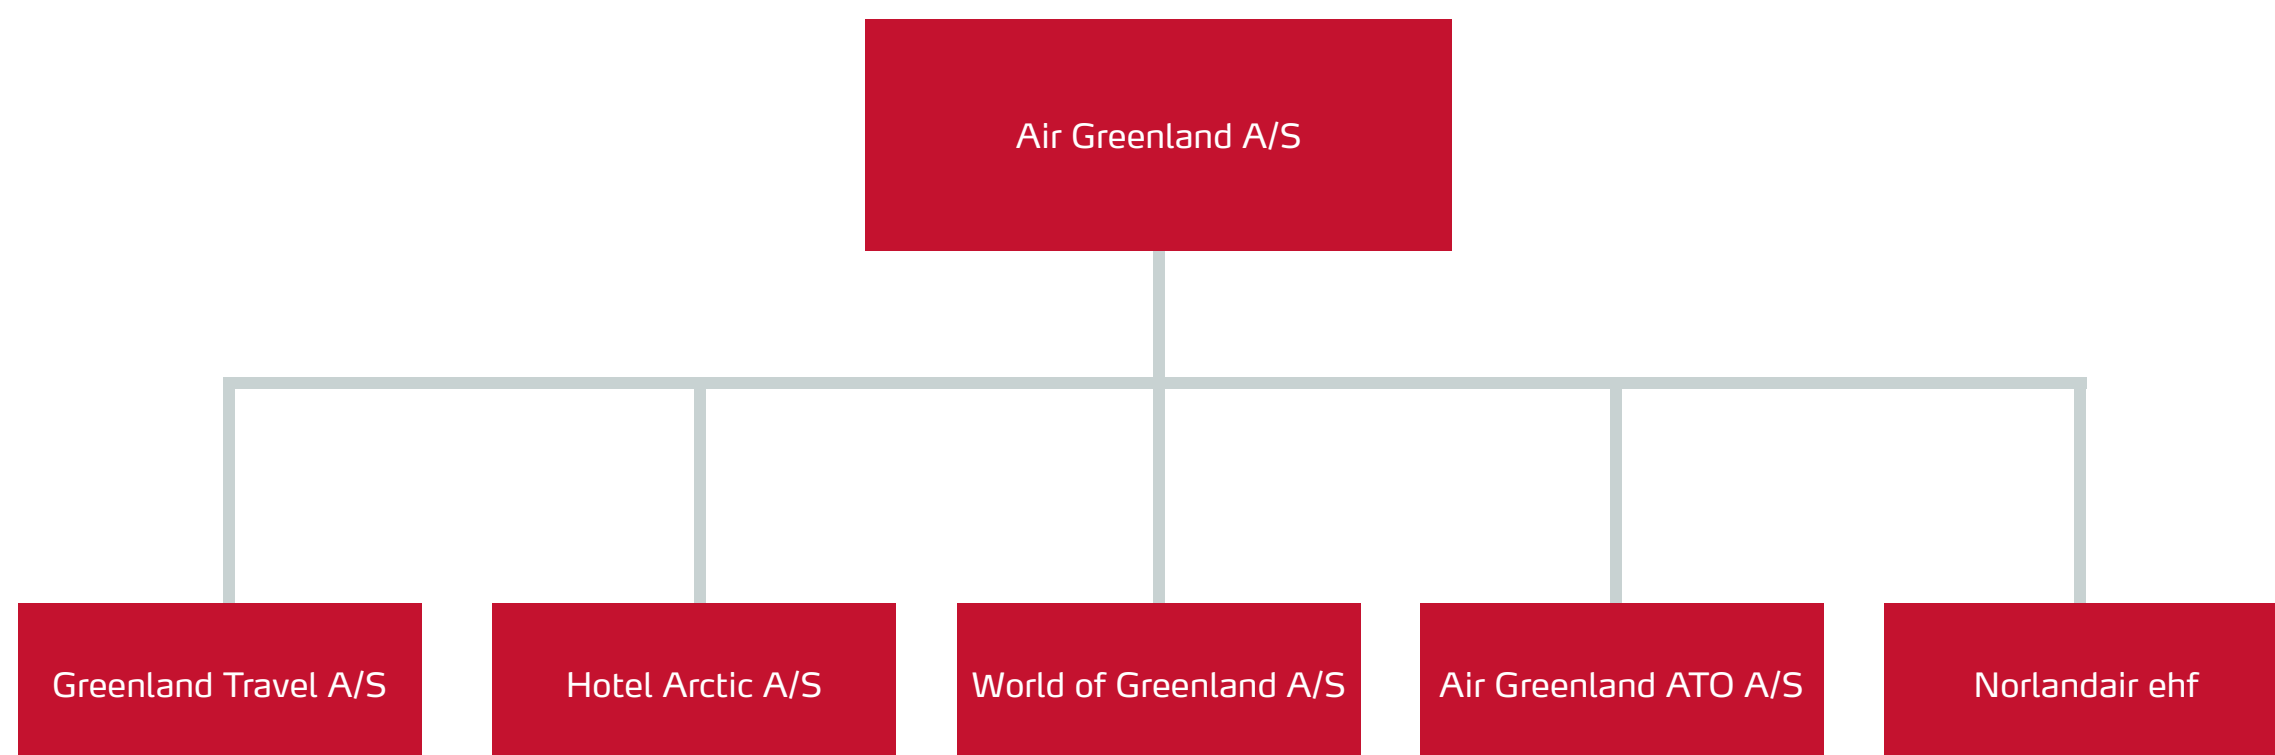 Air Greenland A/S
Greenland Travel A/S
Hotel Arctic A/S
World of Greenland A/S
Air Greenland ATO A/S
Norlandair ehf